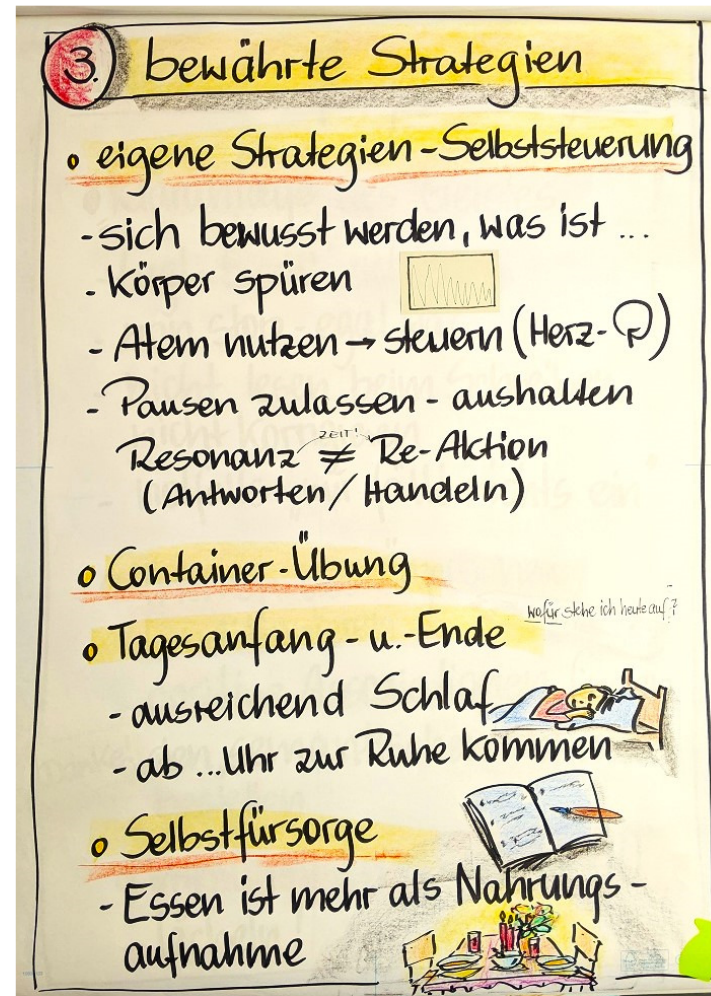 3. bewährte Strategien
• eigene Strategien - Selbststeuerung
- sich bewusst werden, was ist ...
- Körper spüren
- Atem nutzen → steuern (Herz- )
- Pausen zulassen - aushalten
ZEIT!
Resonanz ≠ Re-Aktion
(Antworten / Handeln)
• Container-Übung
wofür stehe ich heute auf?
• Tagesanfang - u.-Ende
- ausreichend Schlaf
- ab ... Uhr zur Ruhe kommen
• Selbstfürsorge
- Essen ist mehr als Nahrungs-
aufnahme